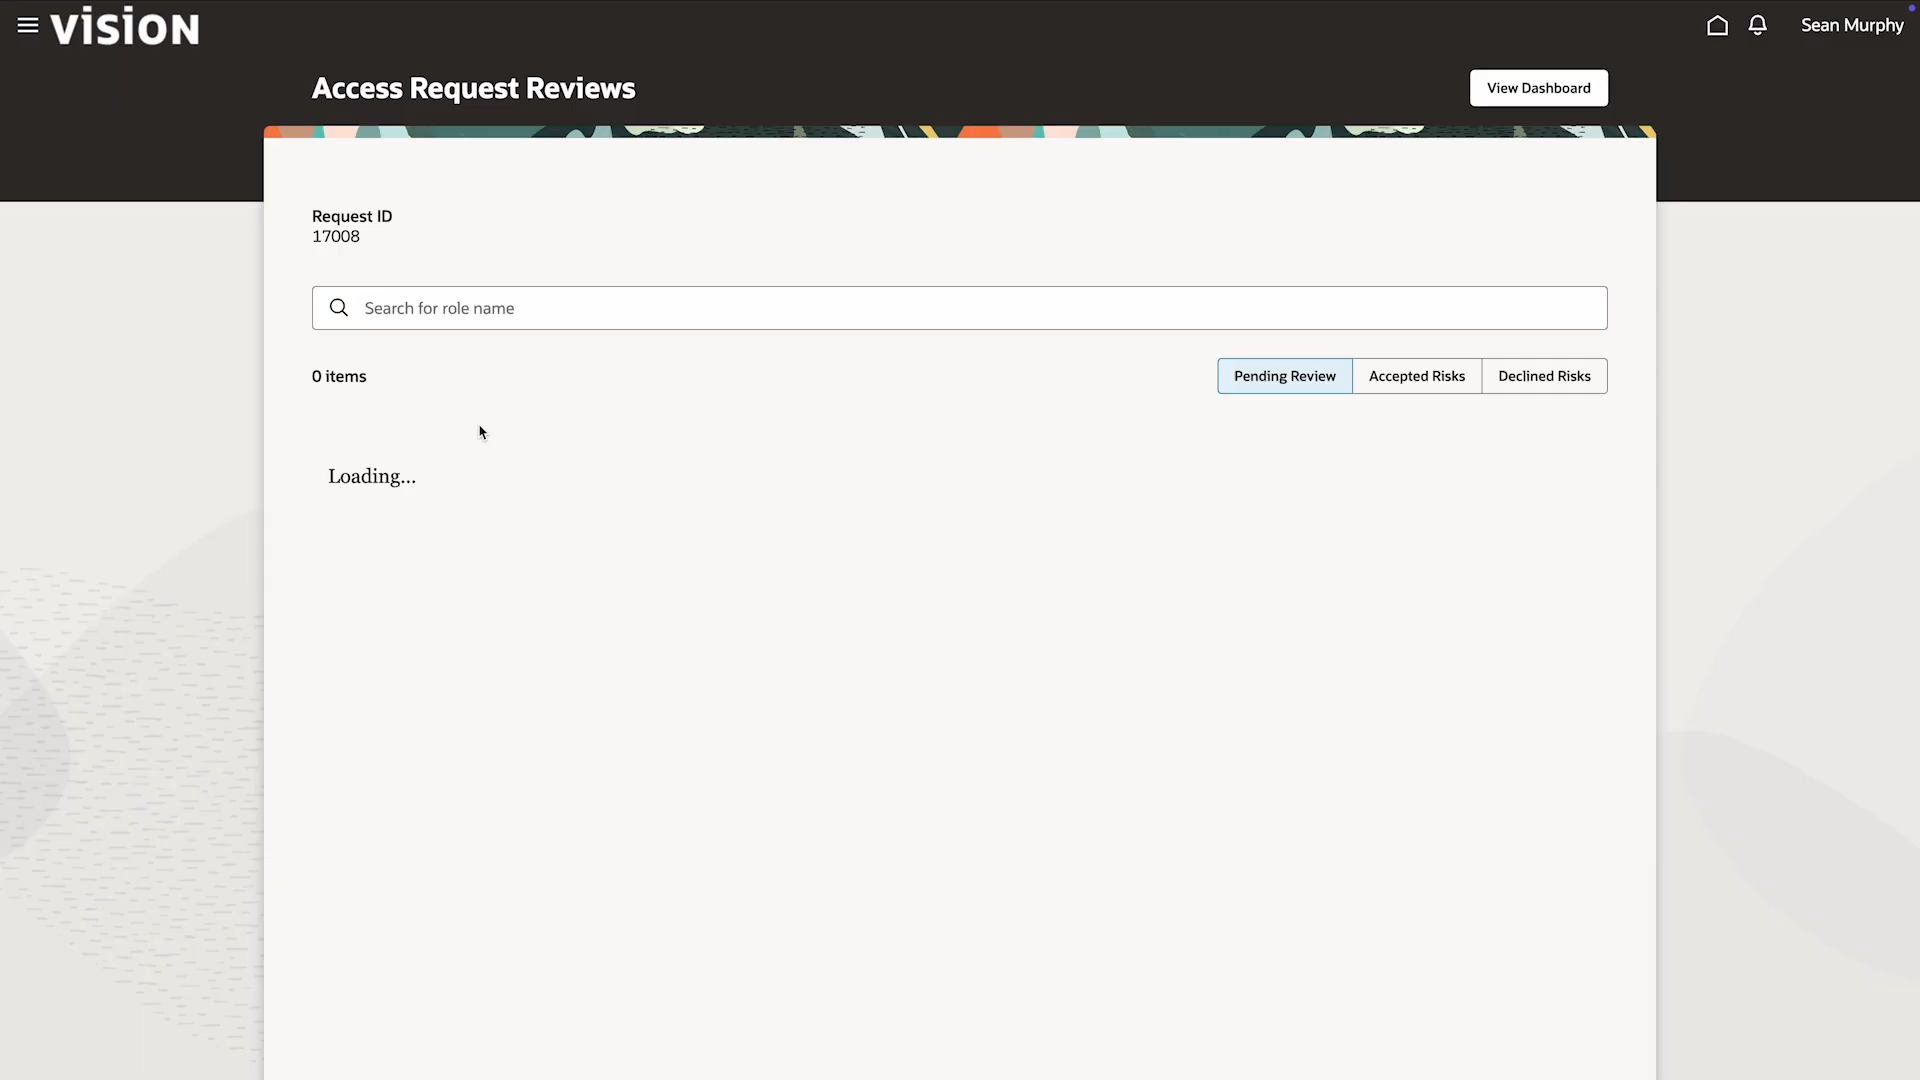 vision
Sean Murphy
Access Request Reviews
View Dashboard
Request ID
17008
Search for role name
0 items
Pending Review
Accepted Risks
Declined Risks
Loading...